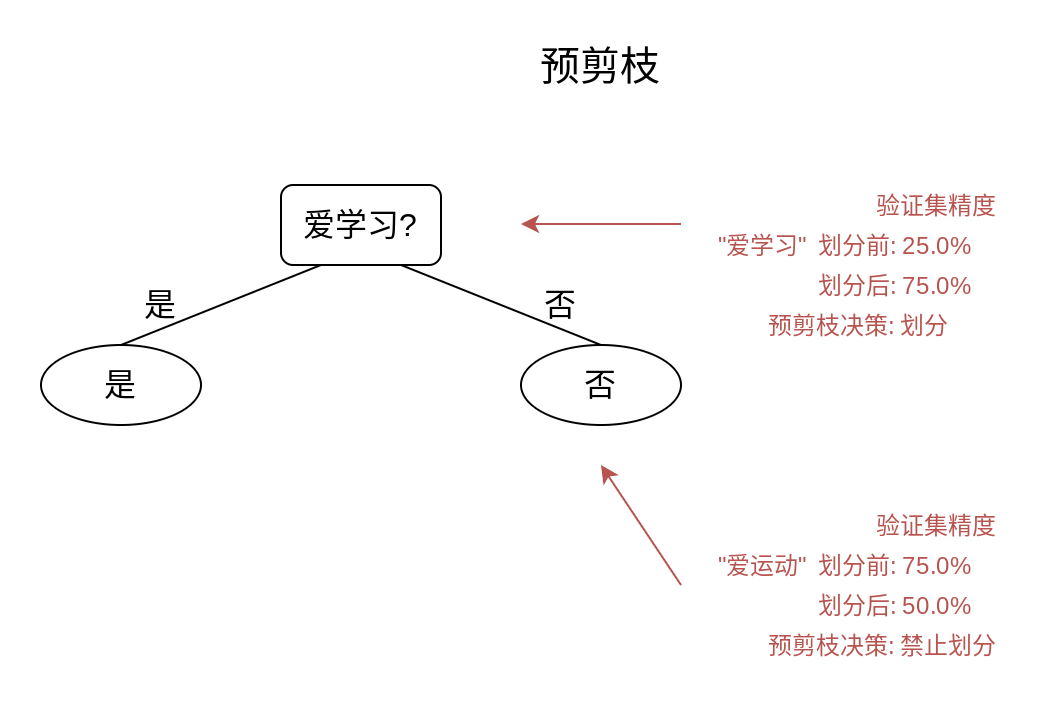 预剪枝
爱学习?
是
否
是
否
验证集精度
"爱学习" 划分前: 25.0%
划分后: 75.0%
预剪枝决策: 划分
验证集精度
"爱运动" 划分前: 75.0%
划分后: 50.0%
预剪枝决策: 禁止划分